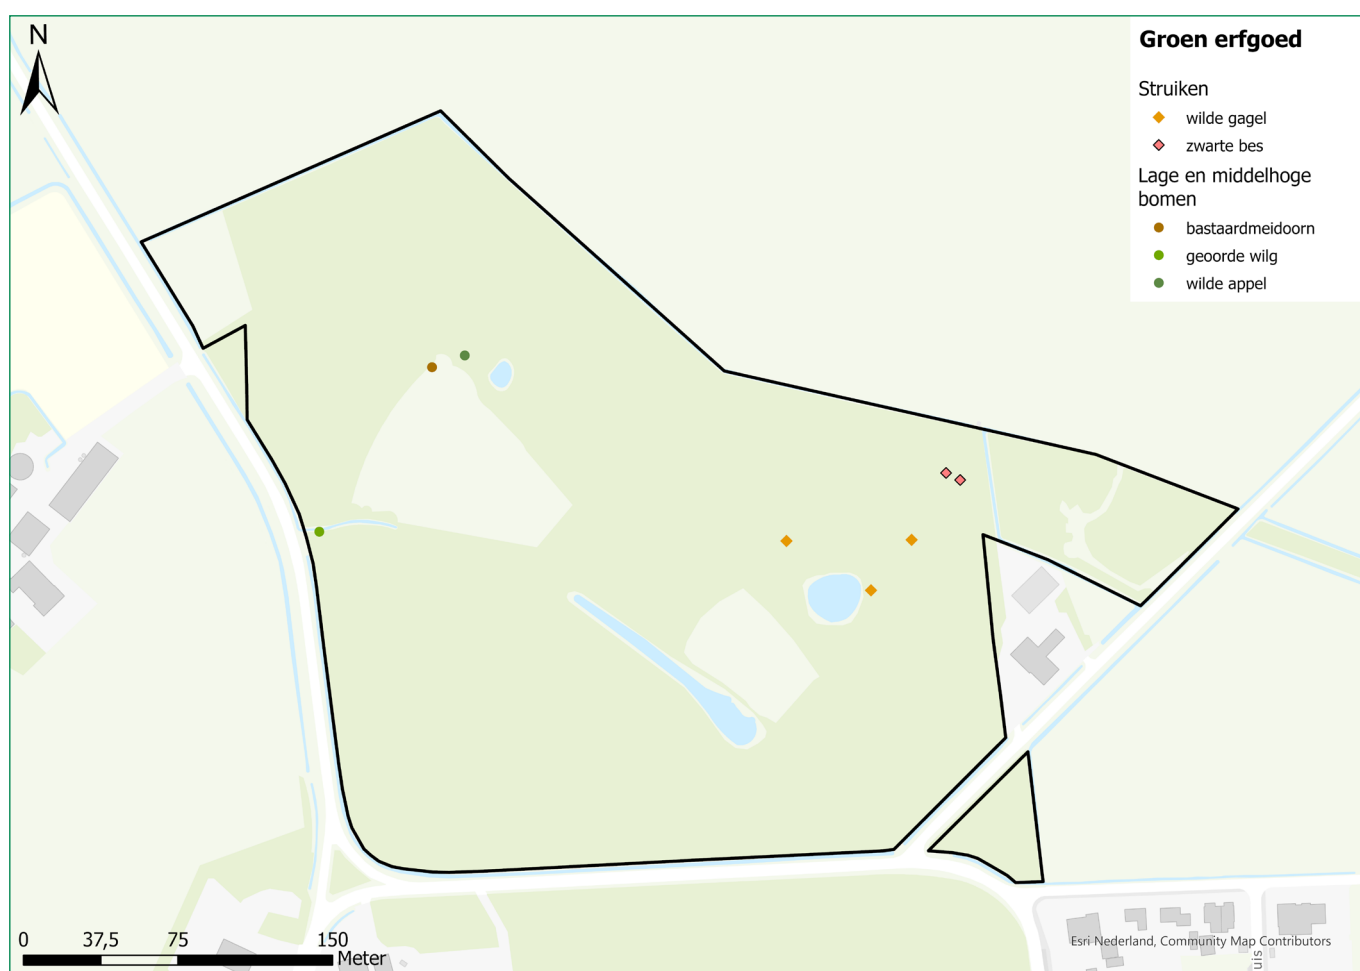 N
Groen erfgoed
Struiken
wilde gagel
zwarte bes
Lage en middelhoge
bomen
bastaardmeidoorn
geoorde wilg
wilde appel
0 37,5 75 150
Meter
Esri Nederland, Community Map Contributors
uis